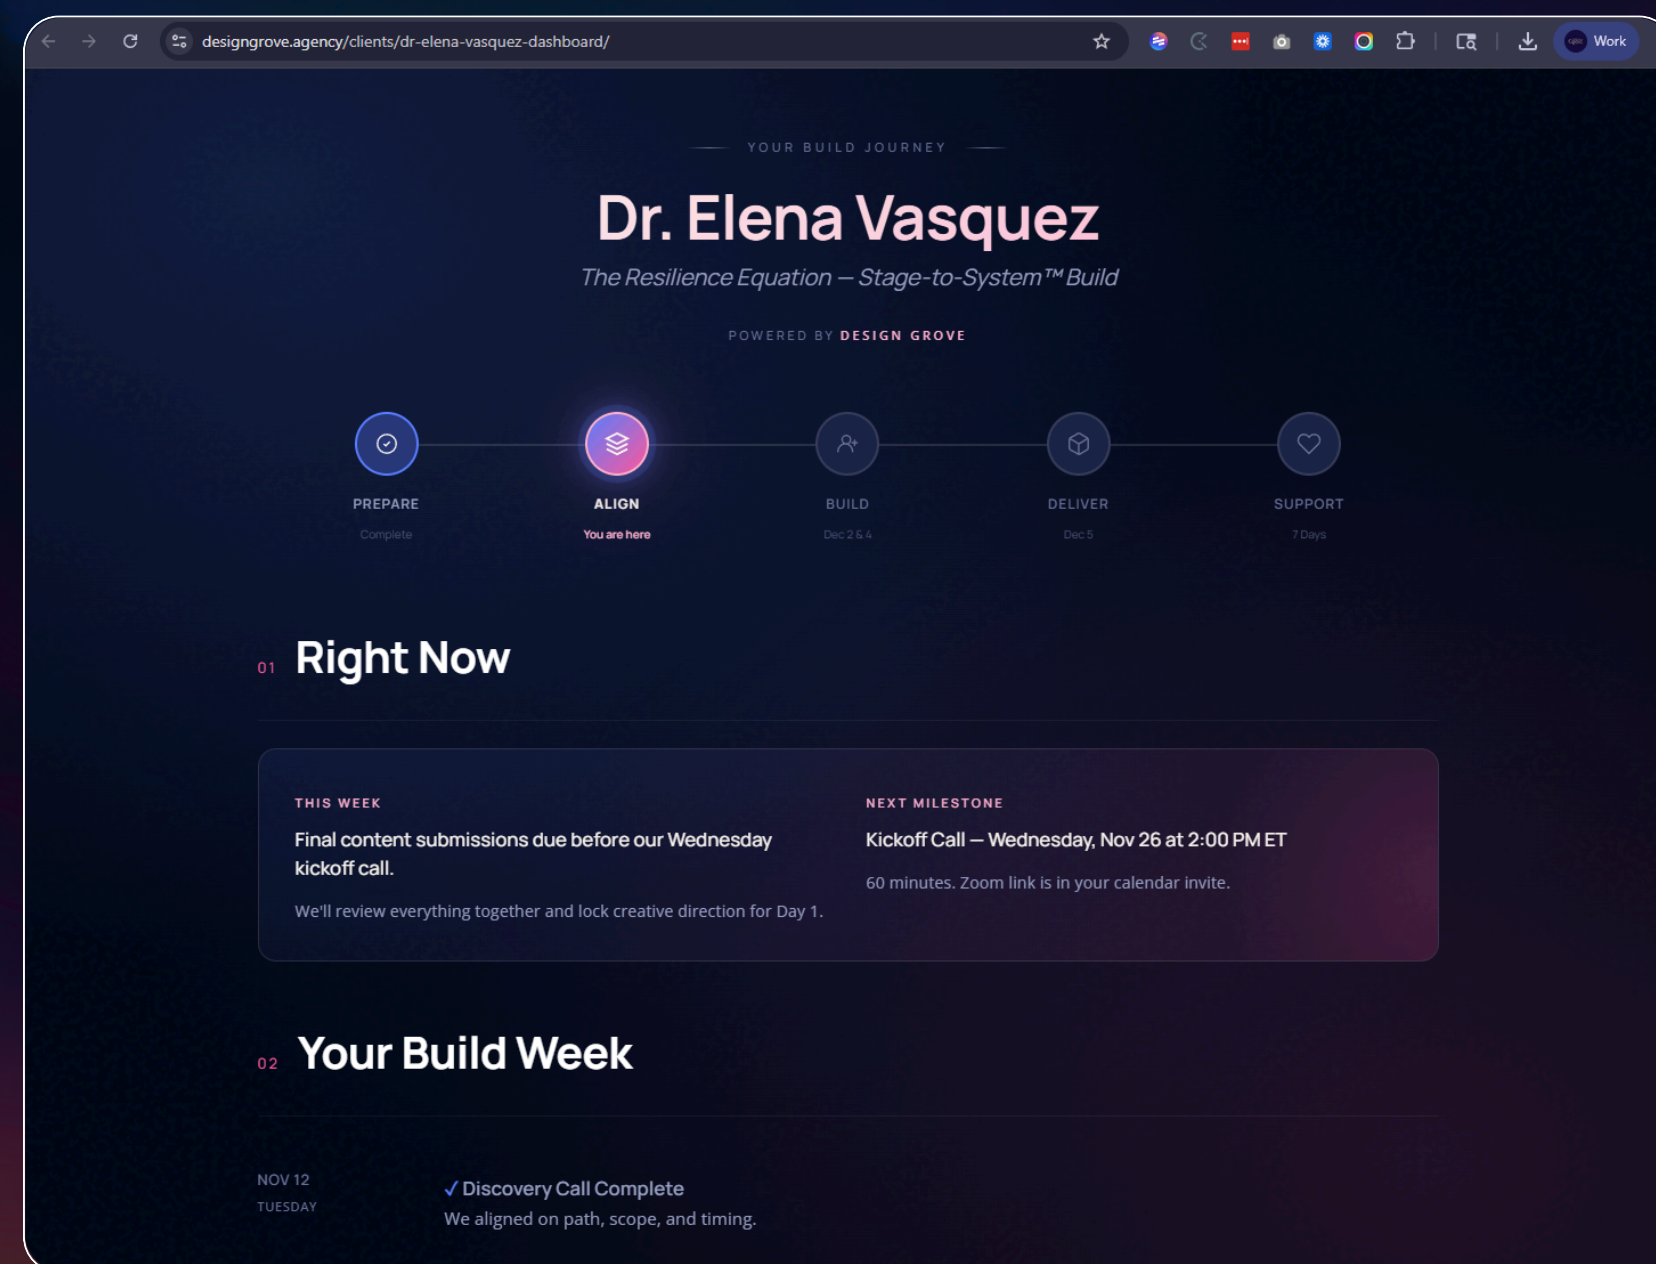 designgrove.agency/clients/dr-elena-vasquez-dashboard/
Work
YOUR BUILD JOURNEY
Dr. Elena Vasquez
The Resilience Equation — Stage-to-System™ Build
POWERED BY DESIGN GROVE
PREPARE
Complete
ALIGN
You are here
BUILD
Dec 2 & 4
DELIVER
Dec 5
SUPPORT
7 Days
01 Right Now
THIS WEEK
Final content submissions due before our Wednesday
kickoff call.
We'll review everything together and lock creative direction for Day 1.
NEXT MILESTONE
Kickoff Call — Wednesday, Nov 26 at 2:00 PM ET
60 minutes. Zoom link is in your calendar invite.
02 Your Build Week
NOV 12
TUESDAY
✓ Discovery Call Complete
We aligned on path, scope, and timing.